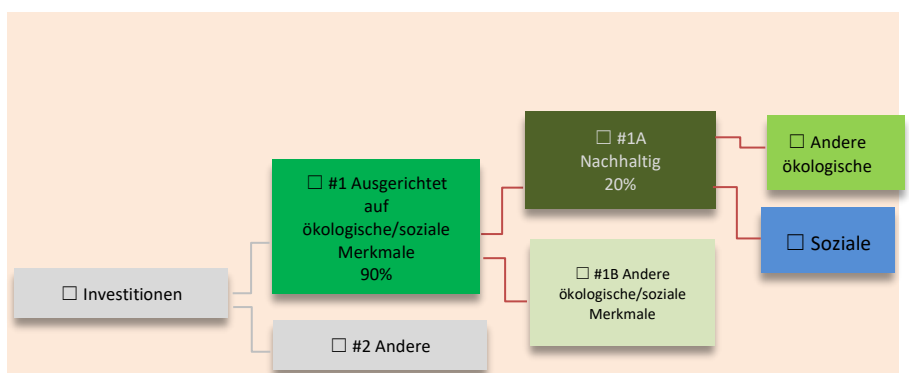 ☐ Investitionen
☐ #1 Ausgerichtet
auf
ökologische/soziale
Merkmale
90%
☐ #2 Andere
☐ #1A
Nachhaltig
20%
☐ #1B Andere
ökologische/soziale
Merkmale
☐ Andere
ökologische
☐ Soziale